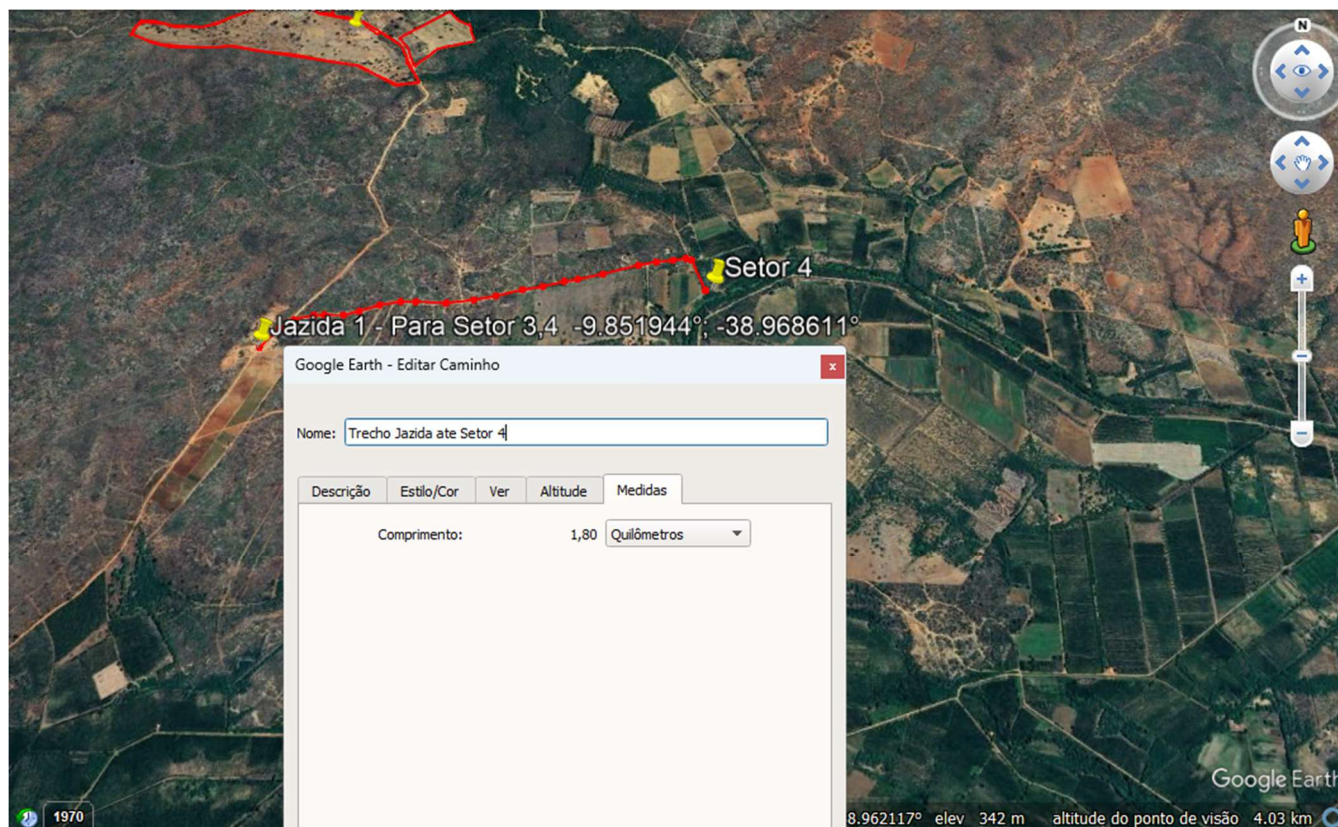 N
Setor 4
Jazida 1 - Para Setor 3,4 -9.851944°; -38.968611°
Google Earth - Editar Caminho
x
Nome: Trecho Jazida ate Setor 4
Descrição Estilo/Cor Ver Altitude Medidas
Comprimento: 1,80 Quilômetros
Google Earth
1970 8.962117° elev 342 m altitude do ponto de visão 4.03 km